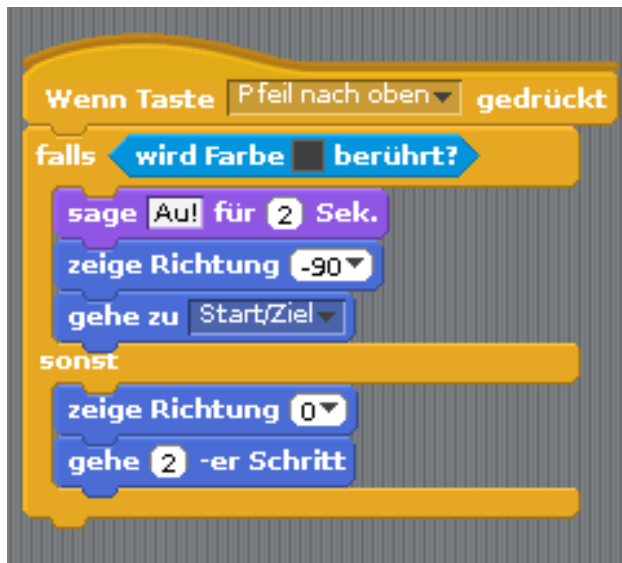 Wenn Taste Pfeil nach oben gedrückt
falls wird Farbe berührt?
sage Au! für 2 Sek.
zeige Richtung -90
gehe zu Start/Ziel
sonst
zeige Richtung 0
gehe 2 -er Schritt